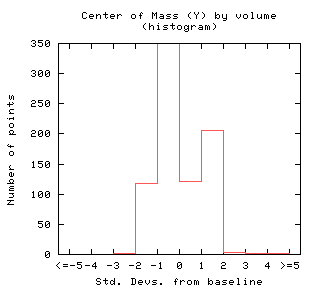 Center of Mass (Y) by volume
(histogram)
350
300
250
200
150
100
50
0
Number of points
<=-5 -4 -3 -2 -1 0 1 2 3 4 >=5
Std. Devs. from baseline